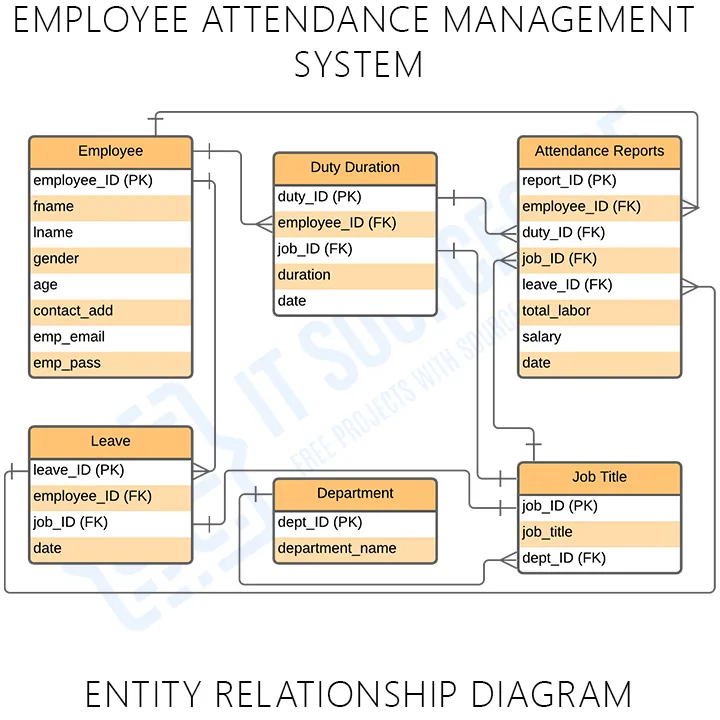 EMPLOYEE ATTENDANCE MANAGEMENT
SYSTEM
Employee
employee_ID (PK)
fname
lname
gender
age
contact_add
emp_email
emp_pass
Duty Duration
duty_ID (PK)
employee_ID (FK)
job_ID (FK)
duration
date
Attendance Reports
report_ID (PK)
employee_ID (FK)
duty_ID (FK)
job_ID (FK)
leave_ID (FK)
total_labor
salary
date
Leave
leave_ID (PK)
employee_ID (FK)
job_ID (FK)
date
Department
dept_ID (PK)
department_name
Job Title
job_ID (PK)
job_title
dept_ID (FK)
IT SOURCE
FREE PROJECTS WITH SOURCE
ENTITY RELATIONSHIP DIAGRAM